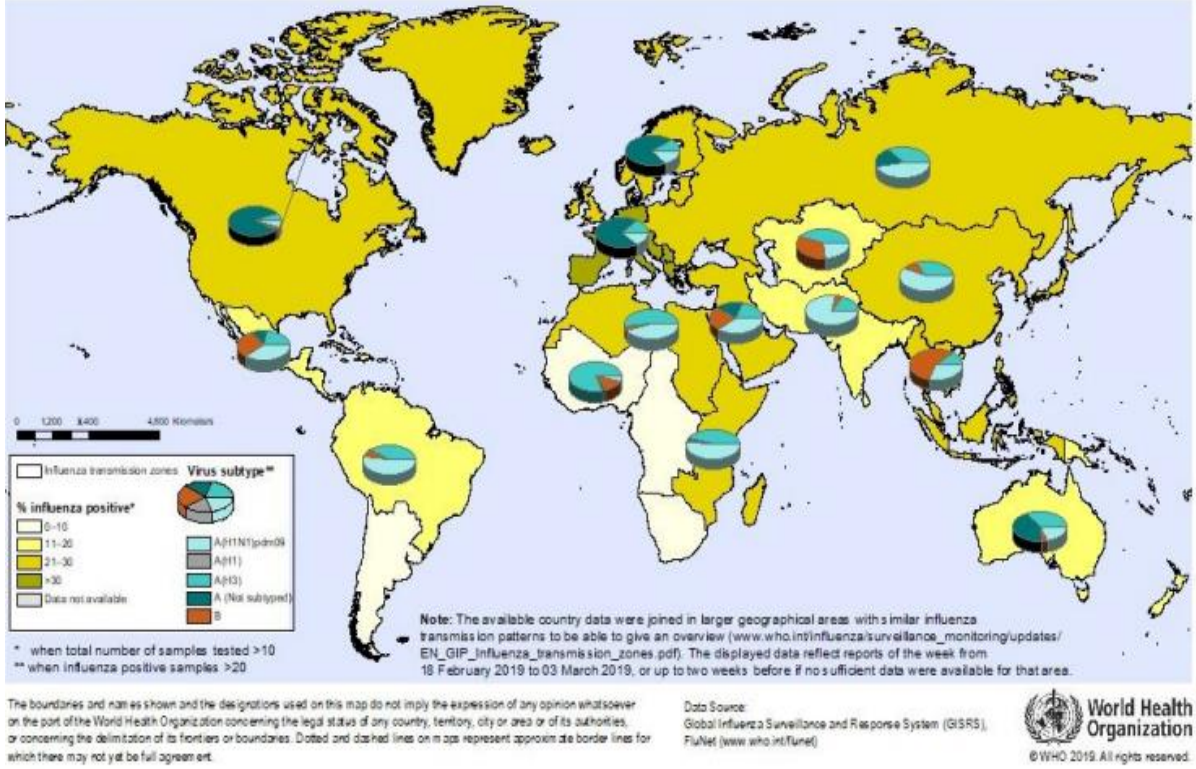 0 1,200 2,400 4,800 Kilometers
Influenza transmission zones
Virus subtype**
% influenza positive*
0–10
11–20
21–30
>30
Data not available
A(H1N1)pdm09
A(H1)
A(H3)
A (Not subtyped)
B
* when total number of samples tested >10
** when influenza positive samples >20
Note: The available country data were joined in larger geographical areas with similar influenza
transmission patterns to be able to give an overview (www.who.int/influenza/surveillance_monitoring/updates/
EN_GIP_Influenza_transmission_zones.pdf). The displayed data reflect reports of the week from
18 February 2019 to 03 March 2019, or up to two weeks before if no sufficient data were available for that area.
The boundaries and names shown and the designations used on this map do not imply the expression of any opinion whatsoever
on the part of the World Health Organization concerning the legal status of any country, territory, city or area or of its authorities,
or concerning the delimitation of its frontiers or boundaries. Dotted and dashed lines on maps represent approximate border lines for
which there may not yet be full agreement.
Data Source:
Global Influenza Surveillance and Response System (GISRS),
FluNet (www.who.int/flunet)
World Health
Organization
© WHO 2019. All rights reserved.